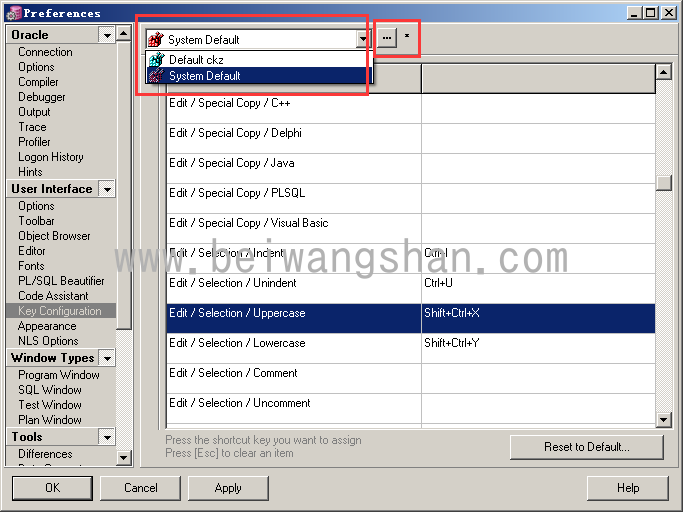 Preferences
Oracle
Connection
Options
Compiler
Debugger
Output
Trace
Profiler
Logon History
Hints
User Interface
Options
Toolbar
Object Browser
Editor
Fonts
PL/SQL Beautifier
Code Assistant
Key Configuration
Appearance
NLS Options
Window Types
Program Window
SQL Window
Test Window
Plan Window
Tools
Differences
System Default
... *
Default ckz
System Default
Edit / Special Copy / C++
Edit / Special Copy / Delphi
Edit / Special Copy / Java
Edit / Special Copy / PLSQL
Edit / Special Copy / Visual Basic
Edit / Selection / Indent Ctrl+I
Edit / Selection / Unindent Ctrl+U
Edit / Selection / Uppercase Shift+Ctrl+X
Edit / Selection / Lowercase Shift+Ctrl+Y
Edit / Selection / Comment
Edit / Selection / Uncomment
www.beiwangshan.com
Press the shortcut key you want to assign
Press [Esc] to clear an item
Reset to Default...
OK Cancel Apply Help